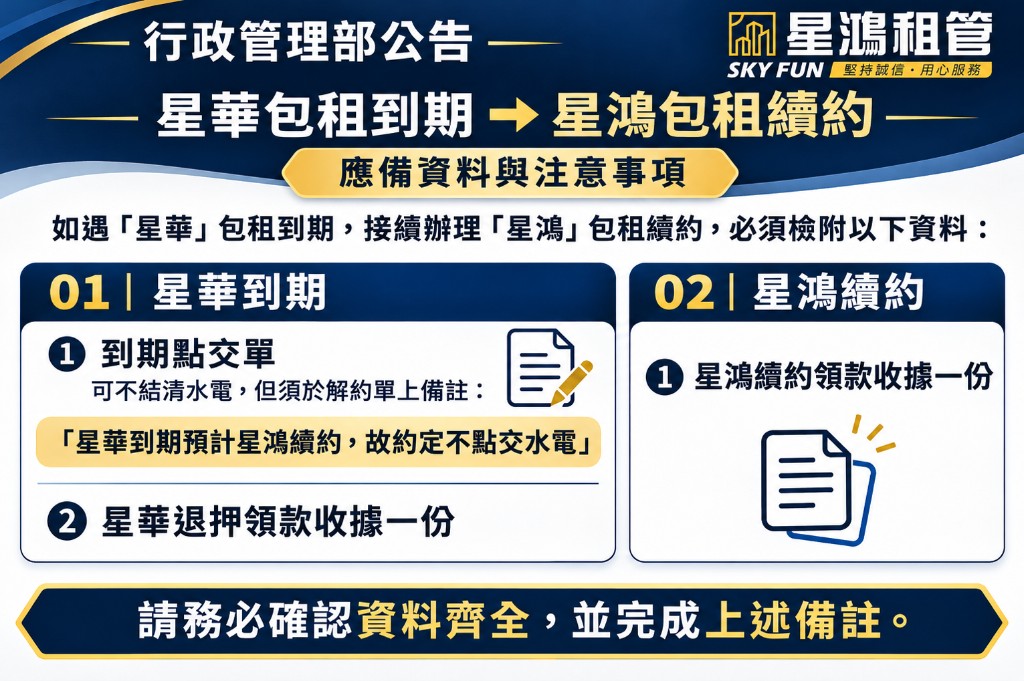 行政管理部公告
星鴻租管
SKY FUN 堅持誠信・用心服務
星華包租到期➡星鴻包租續約
應備資料與注意事項
如遇「星華」包租到期，接續辦理「星鴻」包租續約，必須檢附以下資料：
01｜星華到期
1 到期點交單
可不結清水電，但須於解約單上備註：
「星華到期預計星鴻續約，故約定不點交水電」
2 星華退押領款收據一份
02｜星鴻續約
1 星鴻續約領款收據一份
請務必確認資料齊全，並完成上述備註。